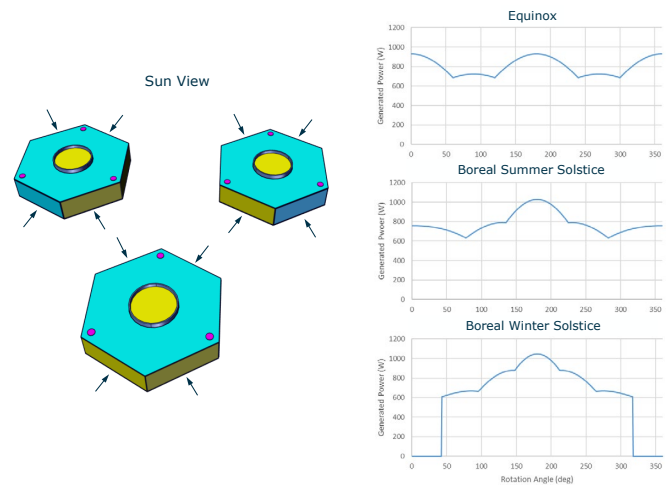 Sun View
Equinox
Generated Power (W)
1200
1000
800
600
400
200
0
0 50 100 150 200 250 300 350
Boreal Summer Solstice
Generated Pwoer (W)
1200
1000
800
600
400
200
0
0 50 100 150 200 250 300 350
Boreal Winter Solstice
Generated Power (W)
1200
1000
800
600
400
200
0
0 50 100 150 200 250 300 350
Rotation Angle (deg)